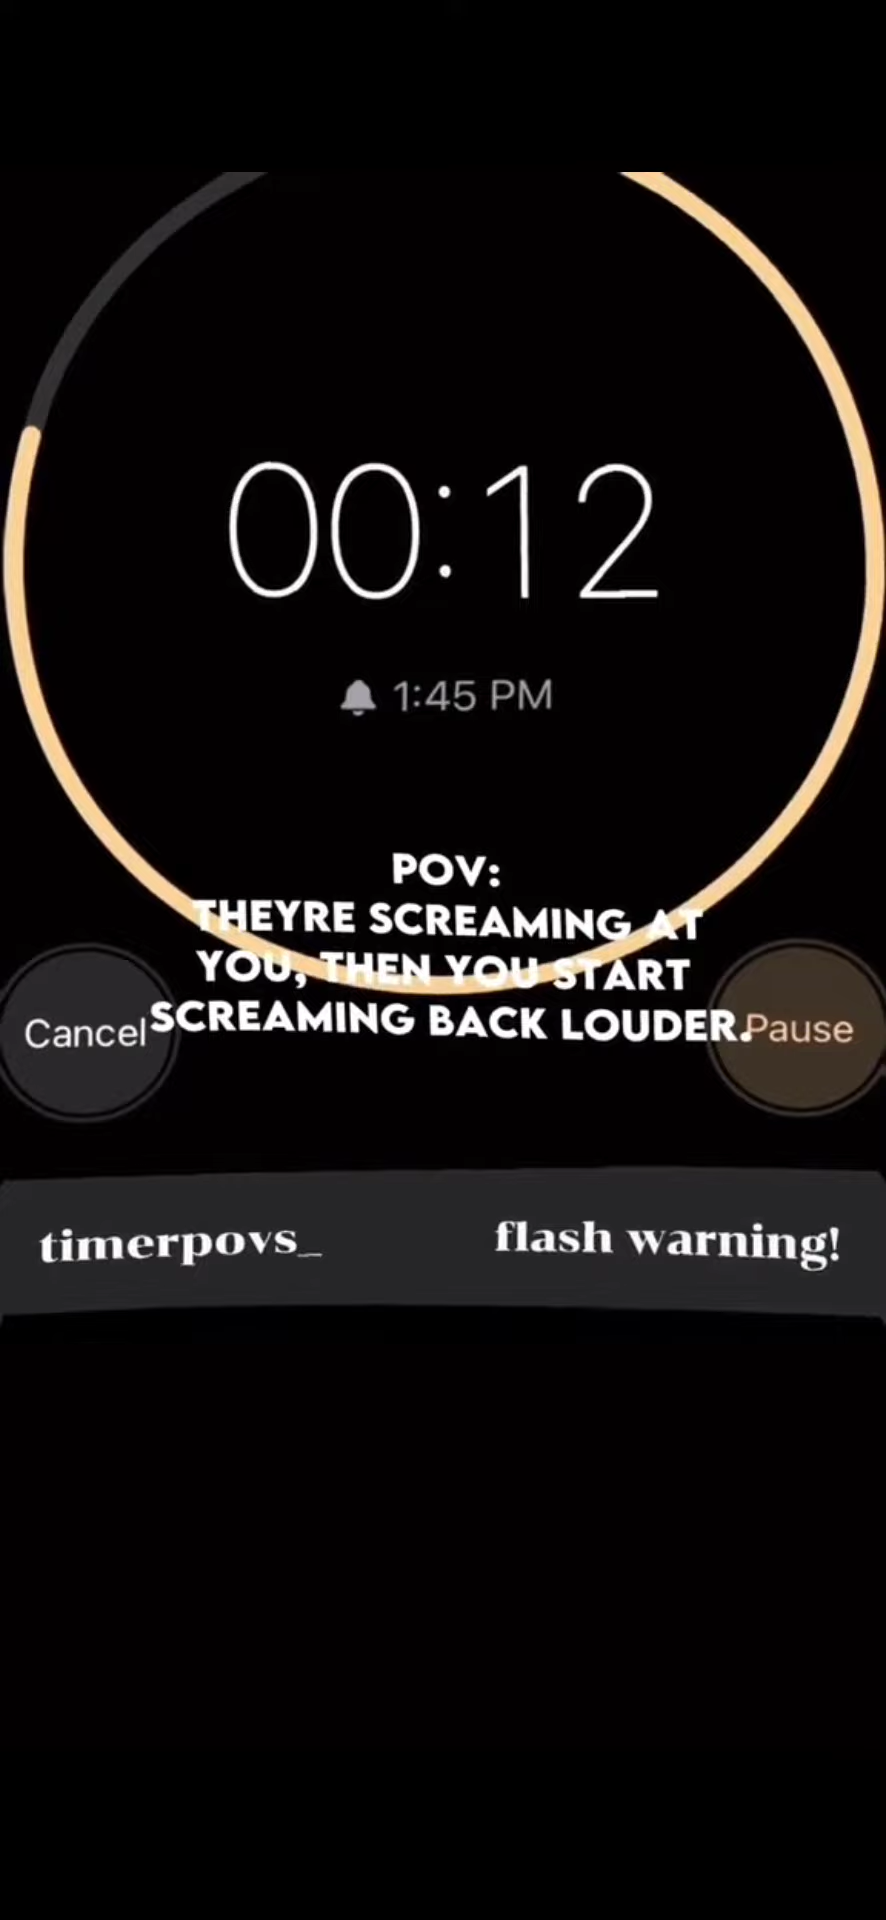 00:12
1:45 PM
POV:
THEYRE SCREAMING AT
YOU, THEN YOU START
SCREAMING BACK LOUDER.
Cancel
Pause
timerpovs_
flash warning!